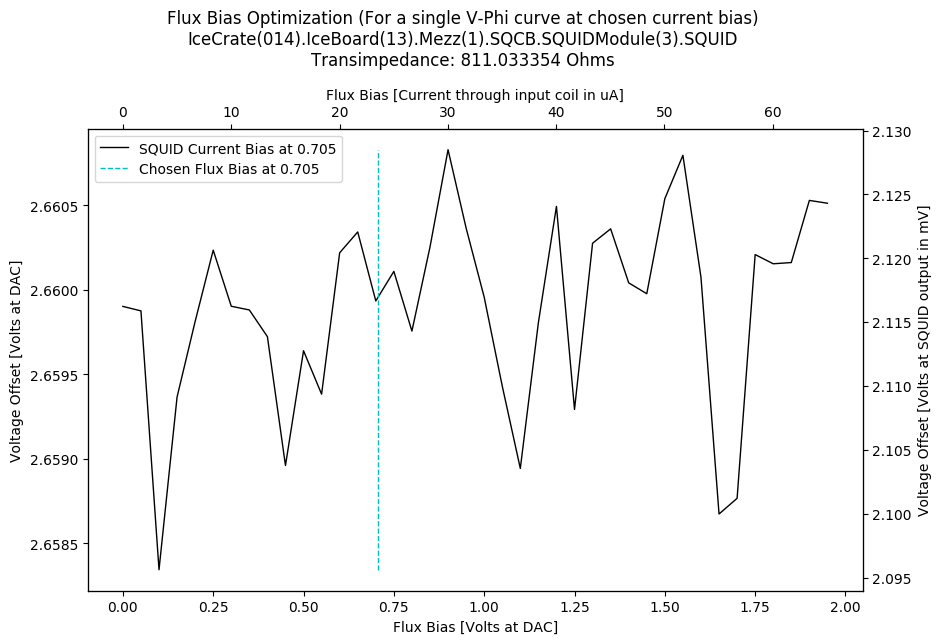 Flux Bias Optimization (For a single V-Phi curve at chosen current bias)
IceCrate(014).IceBoard(13).Mezz(1).SQCB.SQUIDModule(3).SQUID
Transimpedance: 811.033354 Ohms
Flux Bias [Current through input coil in uA]
0 10 20 30 40 50 60
SQUID Current Bias at 0.705
Chosen Flux Bias at 0.705
Voltage Offset [Volts at DAC]
2.6605
2.6600
2.6595
2.6590
2.6585
2.130
2.125
2.120
2.115
2.110
2.105
2.100
2.095
Voltage Offset [Volts at SQUID output in mV]
0.00 0.25 0.50 0.75 1.00 1.25 1.50 1.75 2.00
Flux Bias [Volts at DAC]